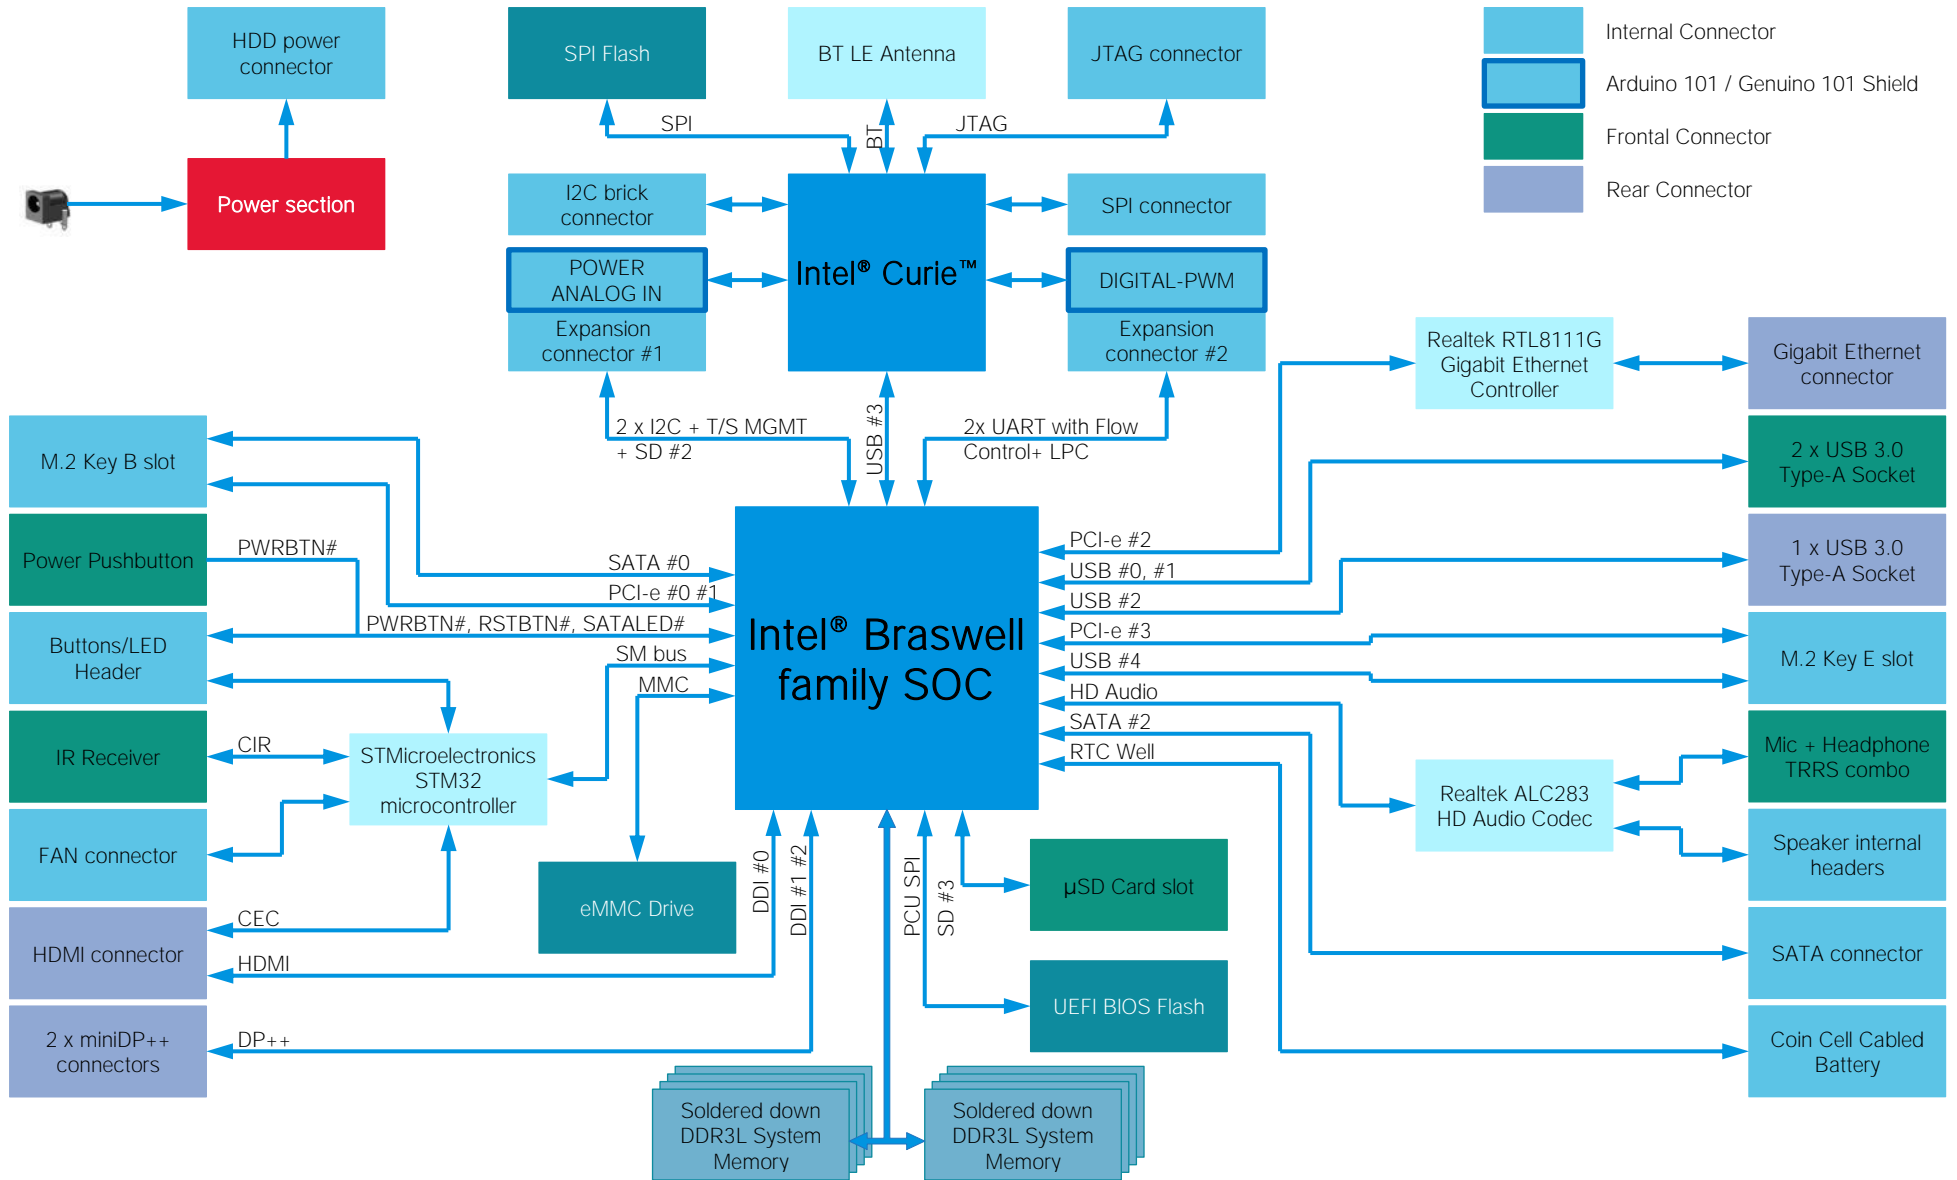 HDD power
connector
SPI Flash
BT LE Antenna
JTAG connector
Internal Connector
Arduino 101 / Genuino 101 Shield
Frontal Connector
Rear Connector
SPI
BT
JTAG
Power section
I2C brick
connector
SPI connector
Intel® Curie™
POWER
ANALOG IN
DIGITAL-PWM
Expansion
connector #1
Expansion
connector #2
Realtek RTL8111G
Gigabit Ethernet
Controller
Gigabit Ethernet
connector
2 x I2C + T/S MGMT
+ SD #2
USB #3
2x UART with Flow
Control+ LPC
M.2 Key B slot
2 x USB 3.0
Type-A Socket
Power Pushbutton
PWRBTN#
SATA #0
PCI-e #0 #1
PWRBTN#, RSTBTN#, SATALED#
SM bus
MMC
Intel® Braswell
family SOC
PCI-e #2
USB #0, #1
USB #2
PCI-e #3
USB #4
HD Audio
SATA #2
RTC Well
1 x USB 3.0
Type-A Socket
Buttons/LED
Header
M.2 Key E slot
IR Receiver
CIR
STMicroelectronics
STM32
microcontroller
Mic + Headphone
TRRS combo
Realtek ALC283
HD Audio Codec
FAN connector
Speaker internal
headers
DDI #0
DDI #1 #2
PCU SPI
SD #3
eMMC Drive
µSD Card slot
CEC
HDMI connector
HDMI
SATA connector
UEFI BIOS Flash
2 x miniDP++
connectors
DP++
Coin Cell Cabled
Battery
Soldered down
DDR3L System
Memory
Soldered down
DDR3L System
Memory